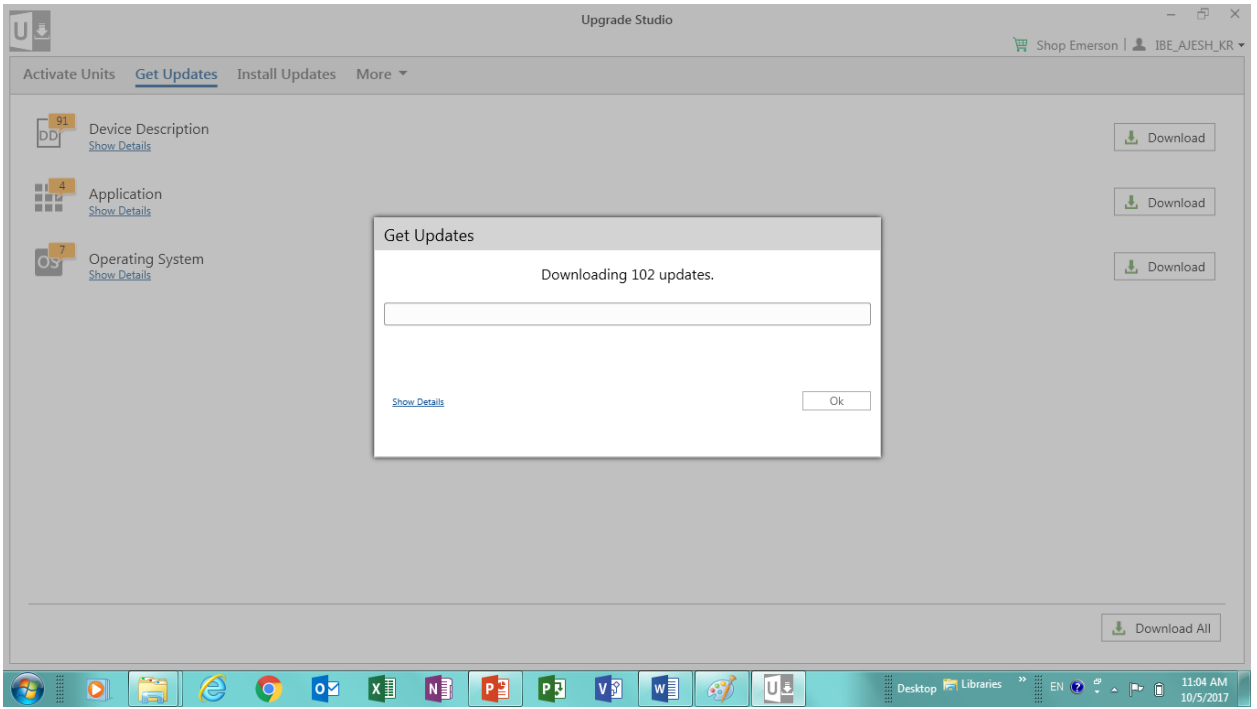 Upgrade Studio
U
Shop Emerson | IBE_AJESH_KR
Activate Units Get Updates Install Updates More
91
DD
Device Description
Show Details
Download
4
Application
Show Details
Download
7
OS
Operating System
Show Details
Download
Get Updates
Downloading 102 updates.
Show Details
Ok
Download All
Desktop Libraries » EN 11:04 AM
10/5/2017